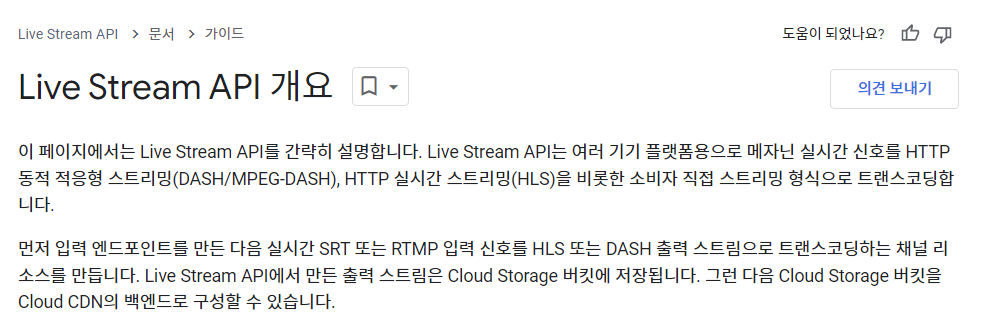 Live Stream API > 문서 > 가이드
도움이 되었나요?
Live Stream API 개요
의견 보내기
이 페이지에서는 Live Stream API를 간략히 설명합니다. Live Stream API는 여러 기기 플랫폼용으로 메자닌 실시간 신호를 HTTP
동적 적응형 스트리밍(DASH/MPEG-DASH), HTTP 실시간 스트리밍(HLS)을 비롯한 소비자 직접 스트리밍 형식으로 트랜스코딩합
니다.
먼저 입력 엔드포인트를 만든 다음 실시간 SRT 또는 RTMP 입력 신호를 HLS 또는 DASH 출력 스트림으로 트랜스코딩하는 채널 리
소스를 만듭니다. Live Stream API에서 만든 출력 스트림은 Cloud Storage 버킷에 저장됩니다. 그런 다음 Cloud Storage 버킷을
Cloud CDN의 백엔드로 구성할 수 있습니다.